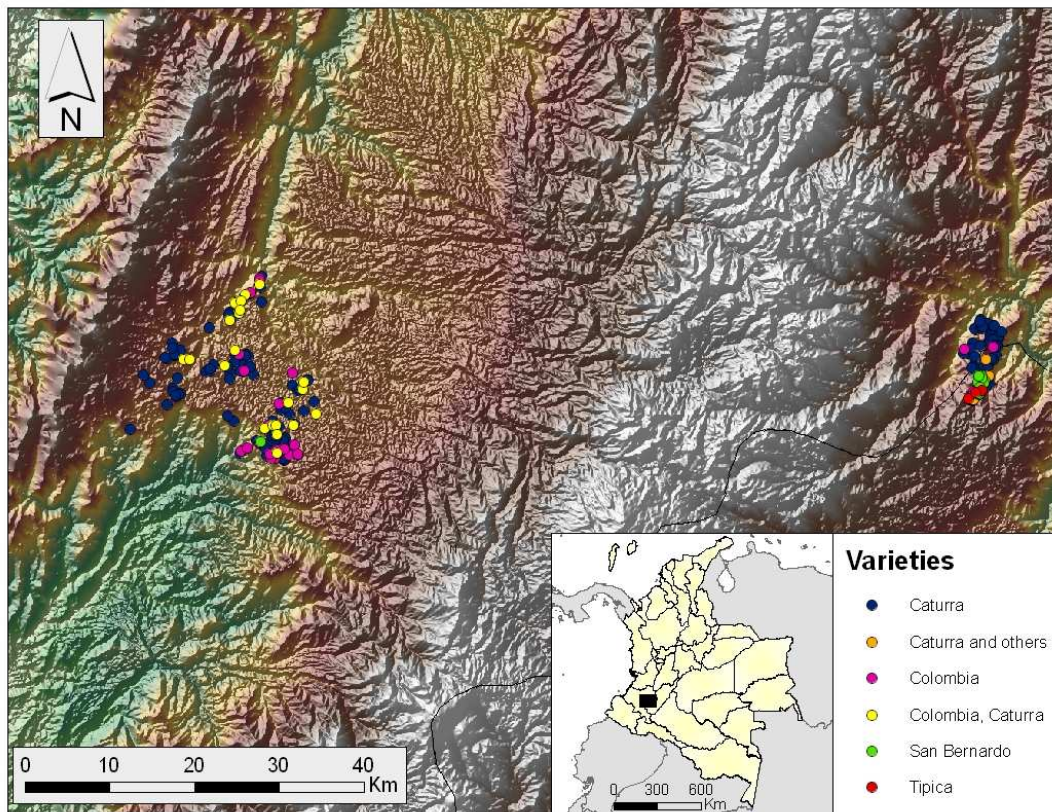 N
Varieties
Caturra
Caturra and others
Colombia
Colombia, Caturra
San Bernardo
Tipica
0 10 20 30 40
Km
0 300 600
Km